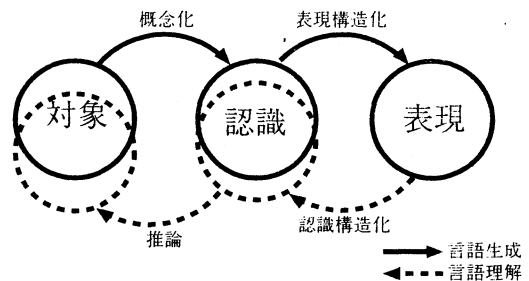 概念化
表現構造化
対象
認識
表現
推論
認識構造化
言語生成
言語理解